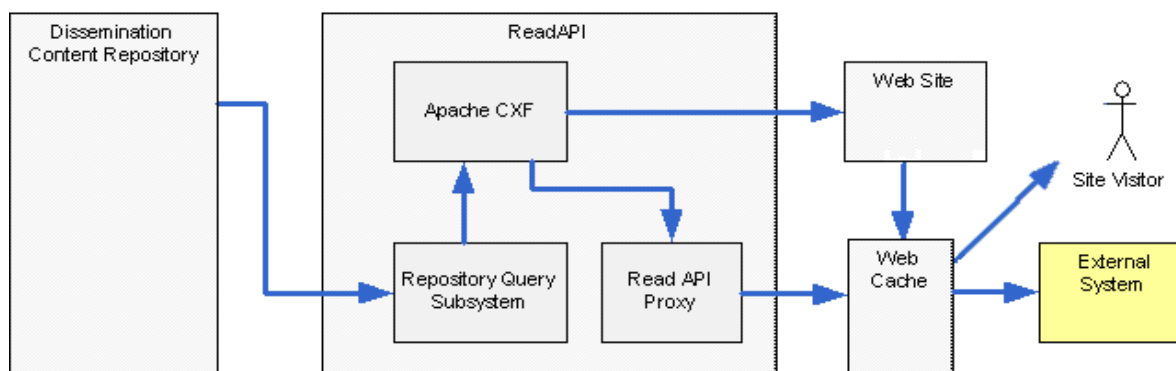 Dissemination
Content Repository
ReadAPI
Apache CXF
Web Site
Site Visitor
Repository Query
Subsystem
Read API
Proxy
Web
Cache
External
System